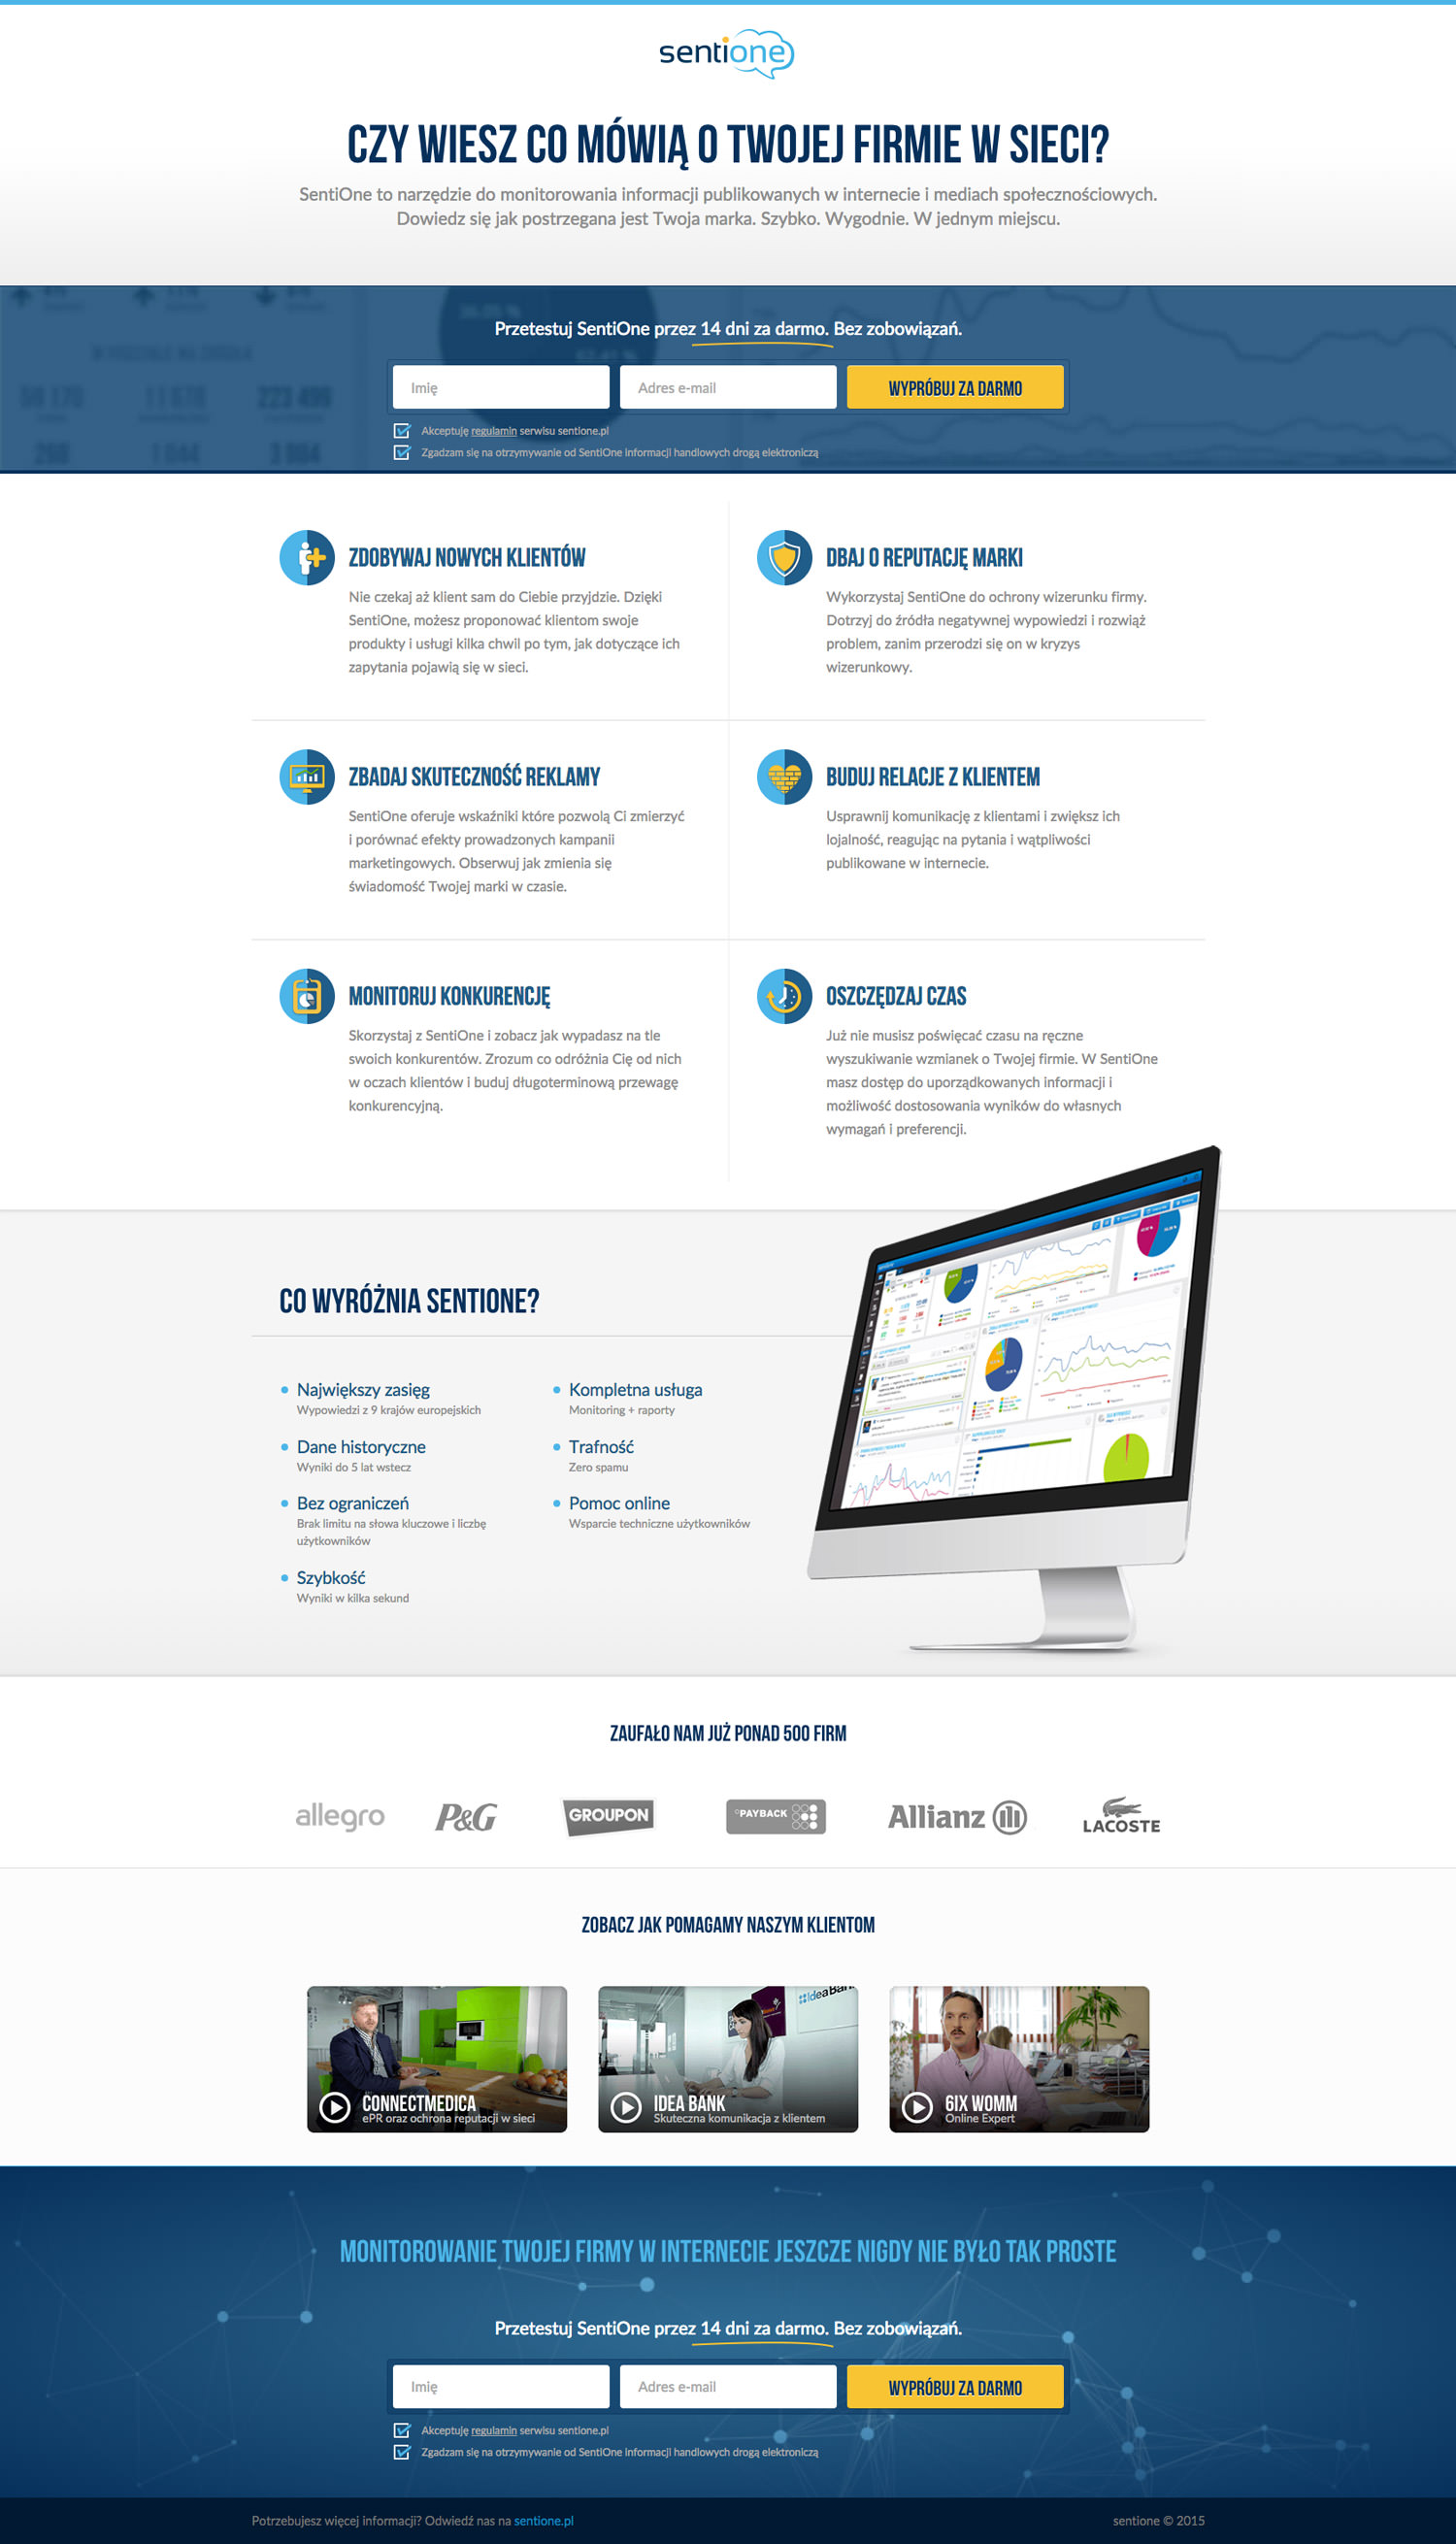 sentione
CZY WIESZ CO MÓWIĄ O TWOJEJ FIRMIE W SIECI?
SentiOne to narzędzie do monitorowania informacji publikowanych w internecie i mediach społecznościowych.
Dowiedz się jak postrzegana jest Twoja marka. Szybko. Wygodnie. W jednym miejscu.
Przetestuj SentiOne przez 14 dni za darmo. Bez zobowiązań.
Imię
Adres e-mail
WYPRÓBUJ ZA DARMO
Akceptuję regulamin serwisu sentione.pl
Zgadzam się na otrzymywanie od SentiOne informacji handlowych drogą elektroniczą
ZDOBYWAJ NOWYCH KLIENTÓW
Nie czekaj aż klient sam do Ciebie przyjdzie. Dzięki
SentiOne, możesz proponować klientom swoje
produkty i usługi kilka chwil po tym, jak dotyczące ich
zapytania pojawią się w sieci.
DBAJ O REPUTACJĘ MARKI
Wykorzystaj SentiOne do ochrony wizerunku firmy.
Dotrzyj do źródła negatywnej wypowiedzi i rozwiąż
problem, zanim przerodzi się on w kryzys
wizerunkowy.
ZBADAJ SKUTECZNOŚĆ REKLAMY
SentiOne oferuje wskaźniki które pozwolą Ci zmierzyć
i porównać efekty prowadzonych kampanii
marketingowych. Obserwuj jak zmienia się
świadomość Twojej marki w czasie.
BUDUJ RELACJE Z KLIENTEM
Usprawnij komunikację z klientami i zwiększ ich
lojalność, reagując na pytania i wątpliwości
publikowane w internecie.
MONITORUJ KONKURENCJĘ
Skorzystaj z SentiOne i zobacz jak wypadasz na tle
swoich konkurentów. Zrozum co odróżnia Cię od nich
w oczach klientów i buduj długoterminową przewagę
konkurencyjną.
OSZCZĘDZAJ CZAS
Już nie musisz poświęcać czasu na ręczne
wyszukiwanie wzmianek o Twojej firmie. W SentiOne
masz dostęp do uporządkowanych informacji i
możliwość dostosowania wyników do własnych
wymagań i preferencji.
CO WYRÓŻNIA SENTIONE?
Największy zasięg
Wypowiedzi z 9 krajów europejskich
Dane historyczne
Wyniki do 5 lat wstecz
Bez ograniczeń
Brak limitu na słowa kluczowe i liczbę
użytkowników
Szybkość
Wyniki w kilka sekund
Kompletna usługa
Monitoring + raporty
Trafność
Zero spamu
Pomoc online
Wsparcie techniczne użytkowników
ZAUFAŁO NAM JUŻ PONAD 500 FIRM
allegro
P&G
GROUPON
PAYBACK
Allianz
LACOSTE
ZOBACZ JAK POMAGAMY NASZYM KLIENTOM
CONNECTMEDICA
ePR oraz ochrona reputacji w sieci
IDEA BANK
Skuteczna komunikacja z klientem
6IX WOMM
Online Expert
MONITOROWANIE TWOJEJ FIRMY W INTERNECIE JESZCZE NIGDY NIE BYŁO TAK PROSTE
Przetestuj SentiOne przez 14 dni za darmo. Bez zobowiązań.
Imię
Adres e-mail
WYPRÓBUJ ZA DARMO
Akceptuję regulamin serwisu sentione.pl
Zgadzam się na otrzymywanie od SentiOne informacji handlowych drogą elektroniczą
Potrzebujesz więcej informacji? Odwiedź nas na sentione.pl
sentione © 2015